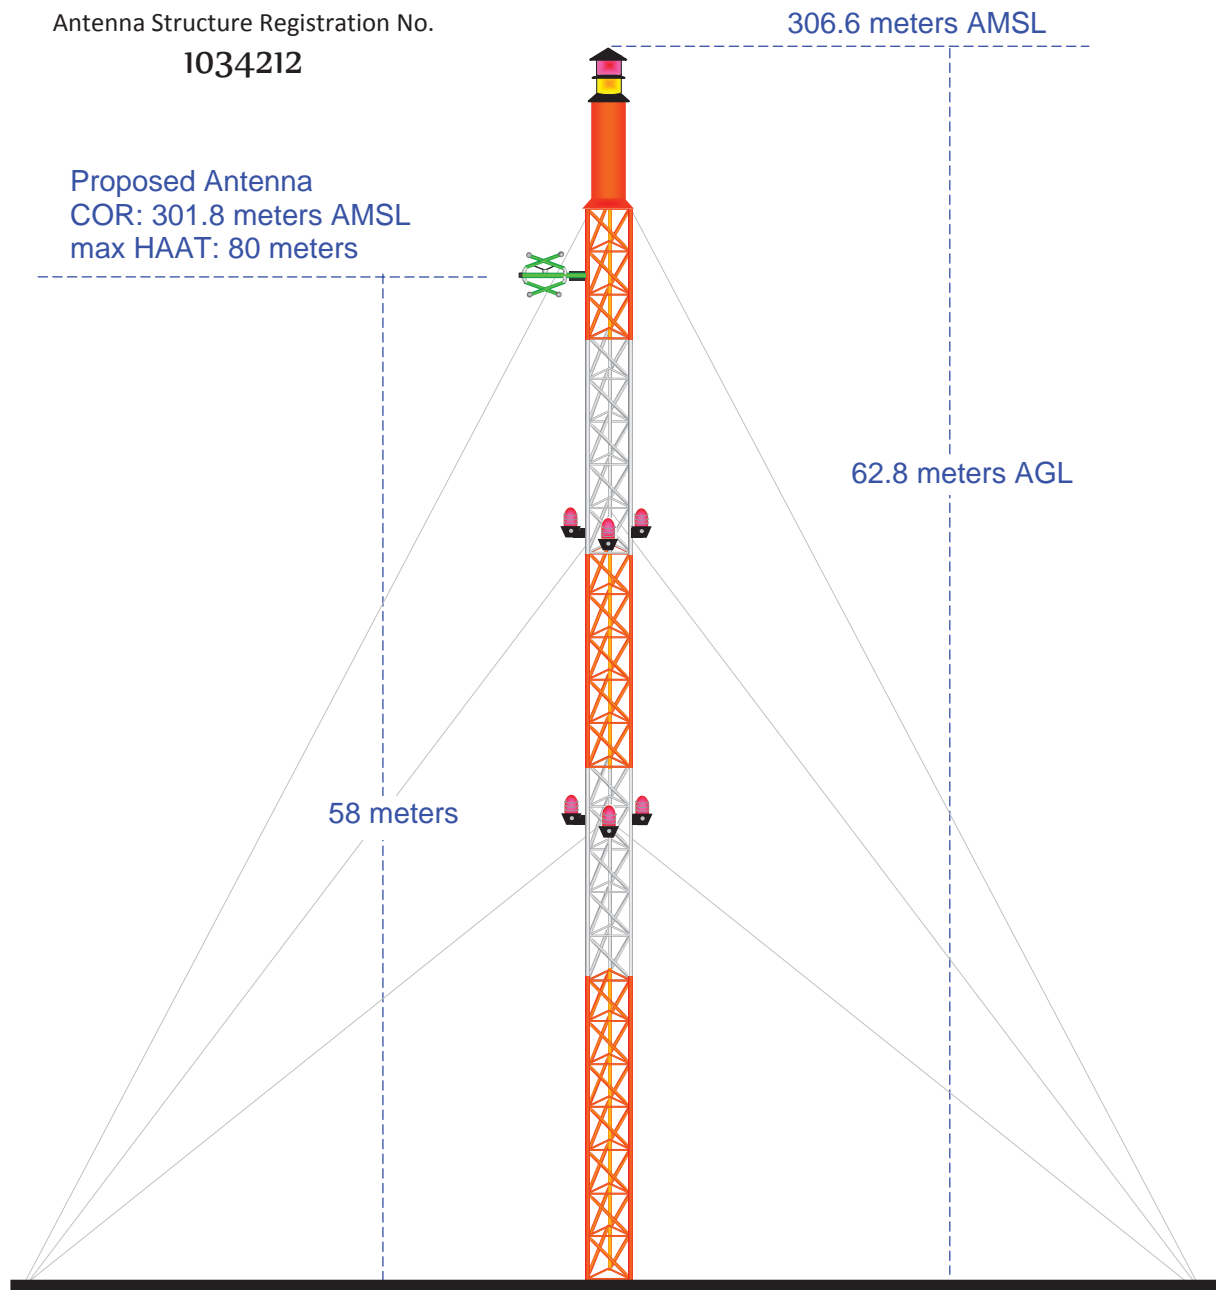 Antenna Structure Registration No.
1034212
306.6 meters AMSL
Proposed Antenna
COR: 301.8 meters AMSL
max HAAT: 80 meters
62.8 meters AGL
58 meters